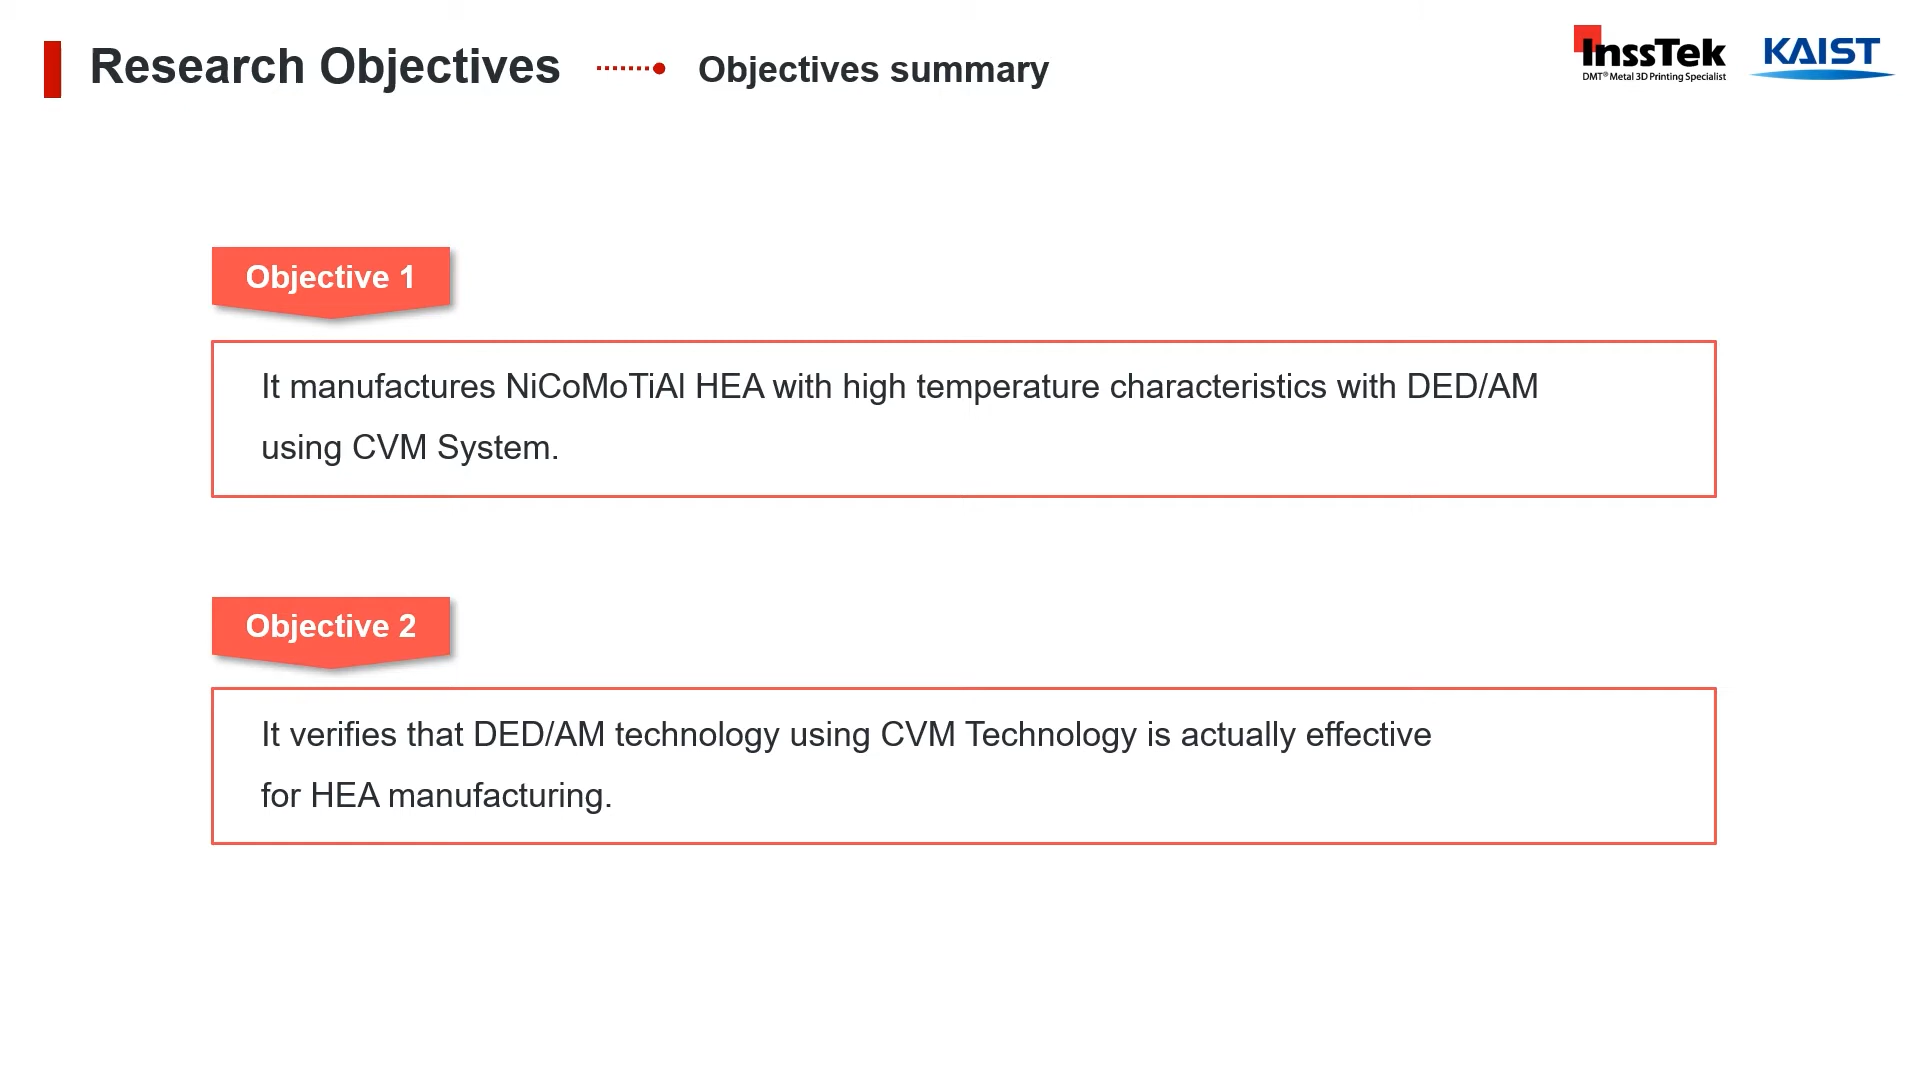 Research Objectives
Objectives summary
InssTek
DMT® Metal 3D Printing Specialist
KAIST
Objective 1
It manufactures NiCoMoTiAl HEA with high temperature characteristics with DED/AM
using CVM System.
Objective 2
It verifies that DED/AM technology using CVM Technology is actually effective
for HEA manufacturing.